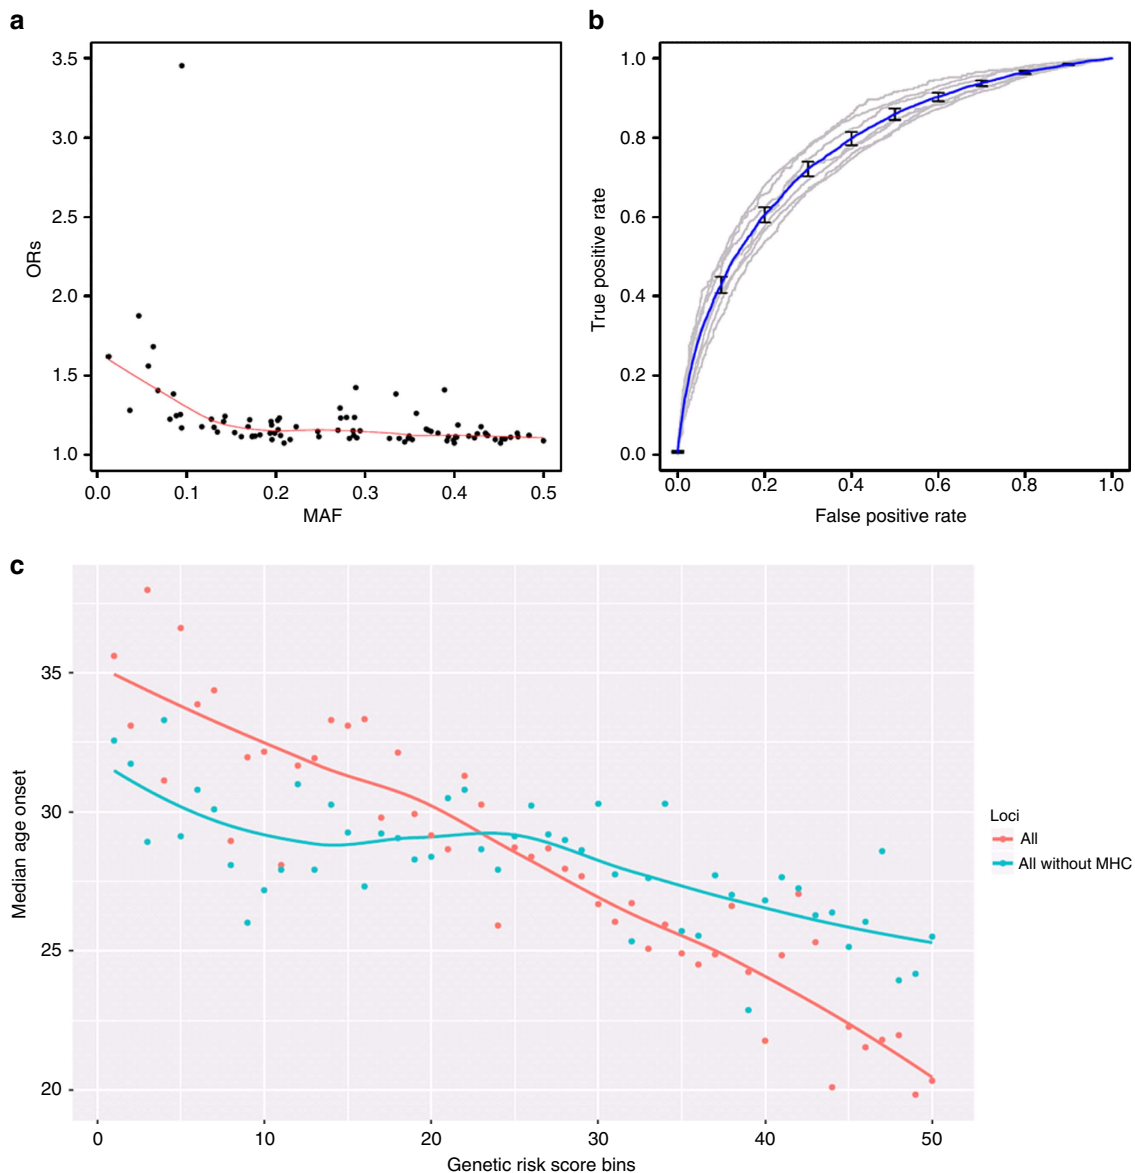 a
3.5
3.0
2.5
2.0
1.5
1.0
ORs
0.0 0.1 0.2 0.3 0.4 0.5
MAF
b
1.0
0.8
0.6
0.4
0.2
0.0
True positive rate
0.0 0.2 0.4 0.6 0.8 1.0
False positive rate
c
35
30
25
20
Median age onset
0 10 20 30 40 50
Genetic risk score bins
Loci
All
All without MHC